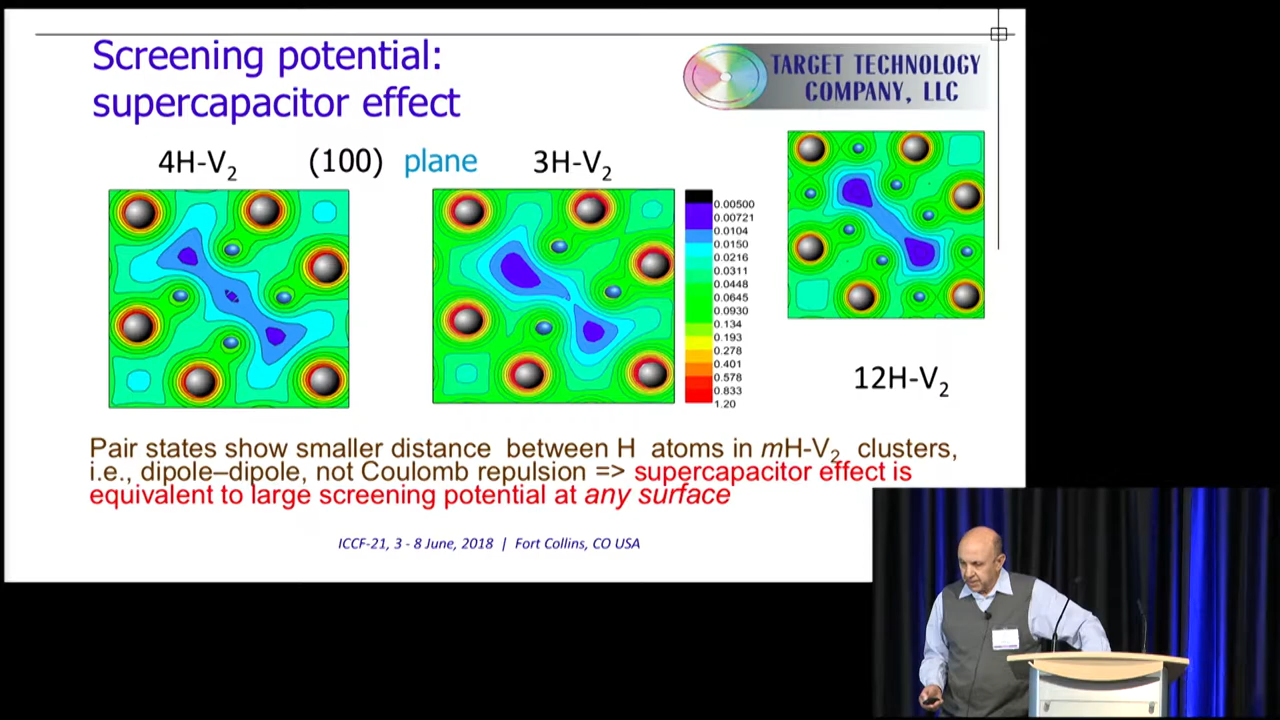 Screening potential:
supercapacitor effect
TARGET TECHNOLOGY
COMPANY, LLC
4H-V₂ (100) plane 3H-V₂
0.00500
0.00721
0.0104
0.0150
0.0216
0.0311
0.0448
0.0645
0.0930
0.134
0.193
0.278
0.401
0.578
0.833
1.20
12H-V₂
Pair states show smaller distance between H atoms in mH-V₂ clusters,
i.e., dipole–dipole, not Coulomb repulsion => supercapacitor effect is
equivalent to large screening potential at any surface
ICCF-21, 3 - 8 June, 2018 | Fort Collins, CO USA